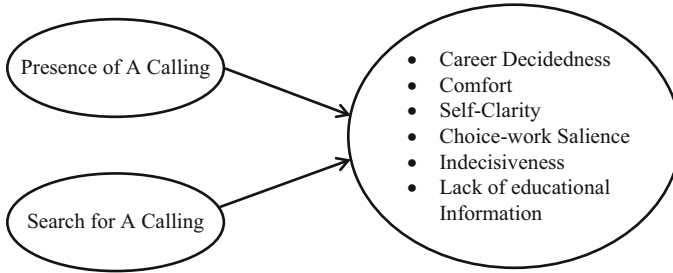 Presence of A Calling
Search for A Calling
• Career Decidedness
• Comfort
• Self-Clarity
• Choice-work Salience
• Indecisiveness
• Lack of educational
Information